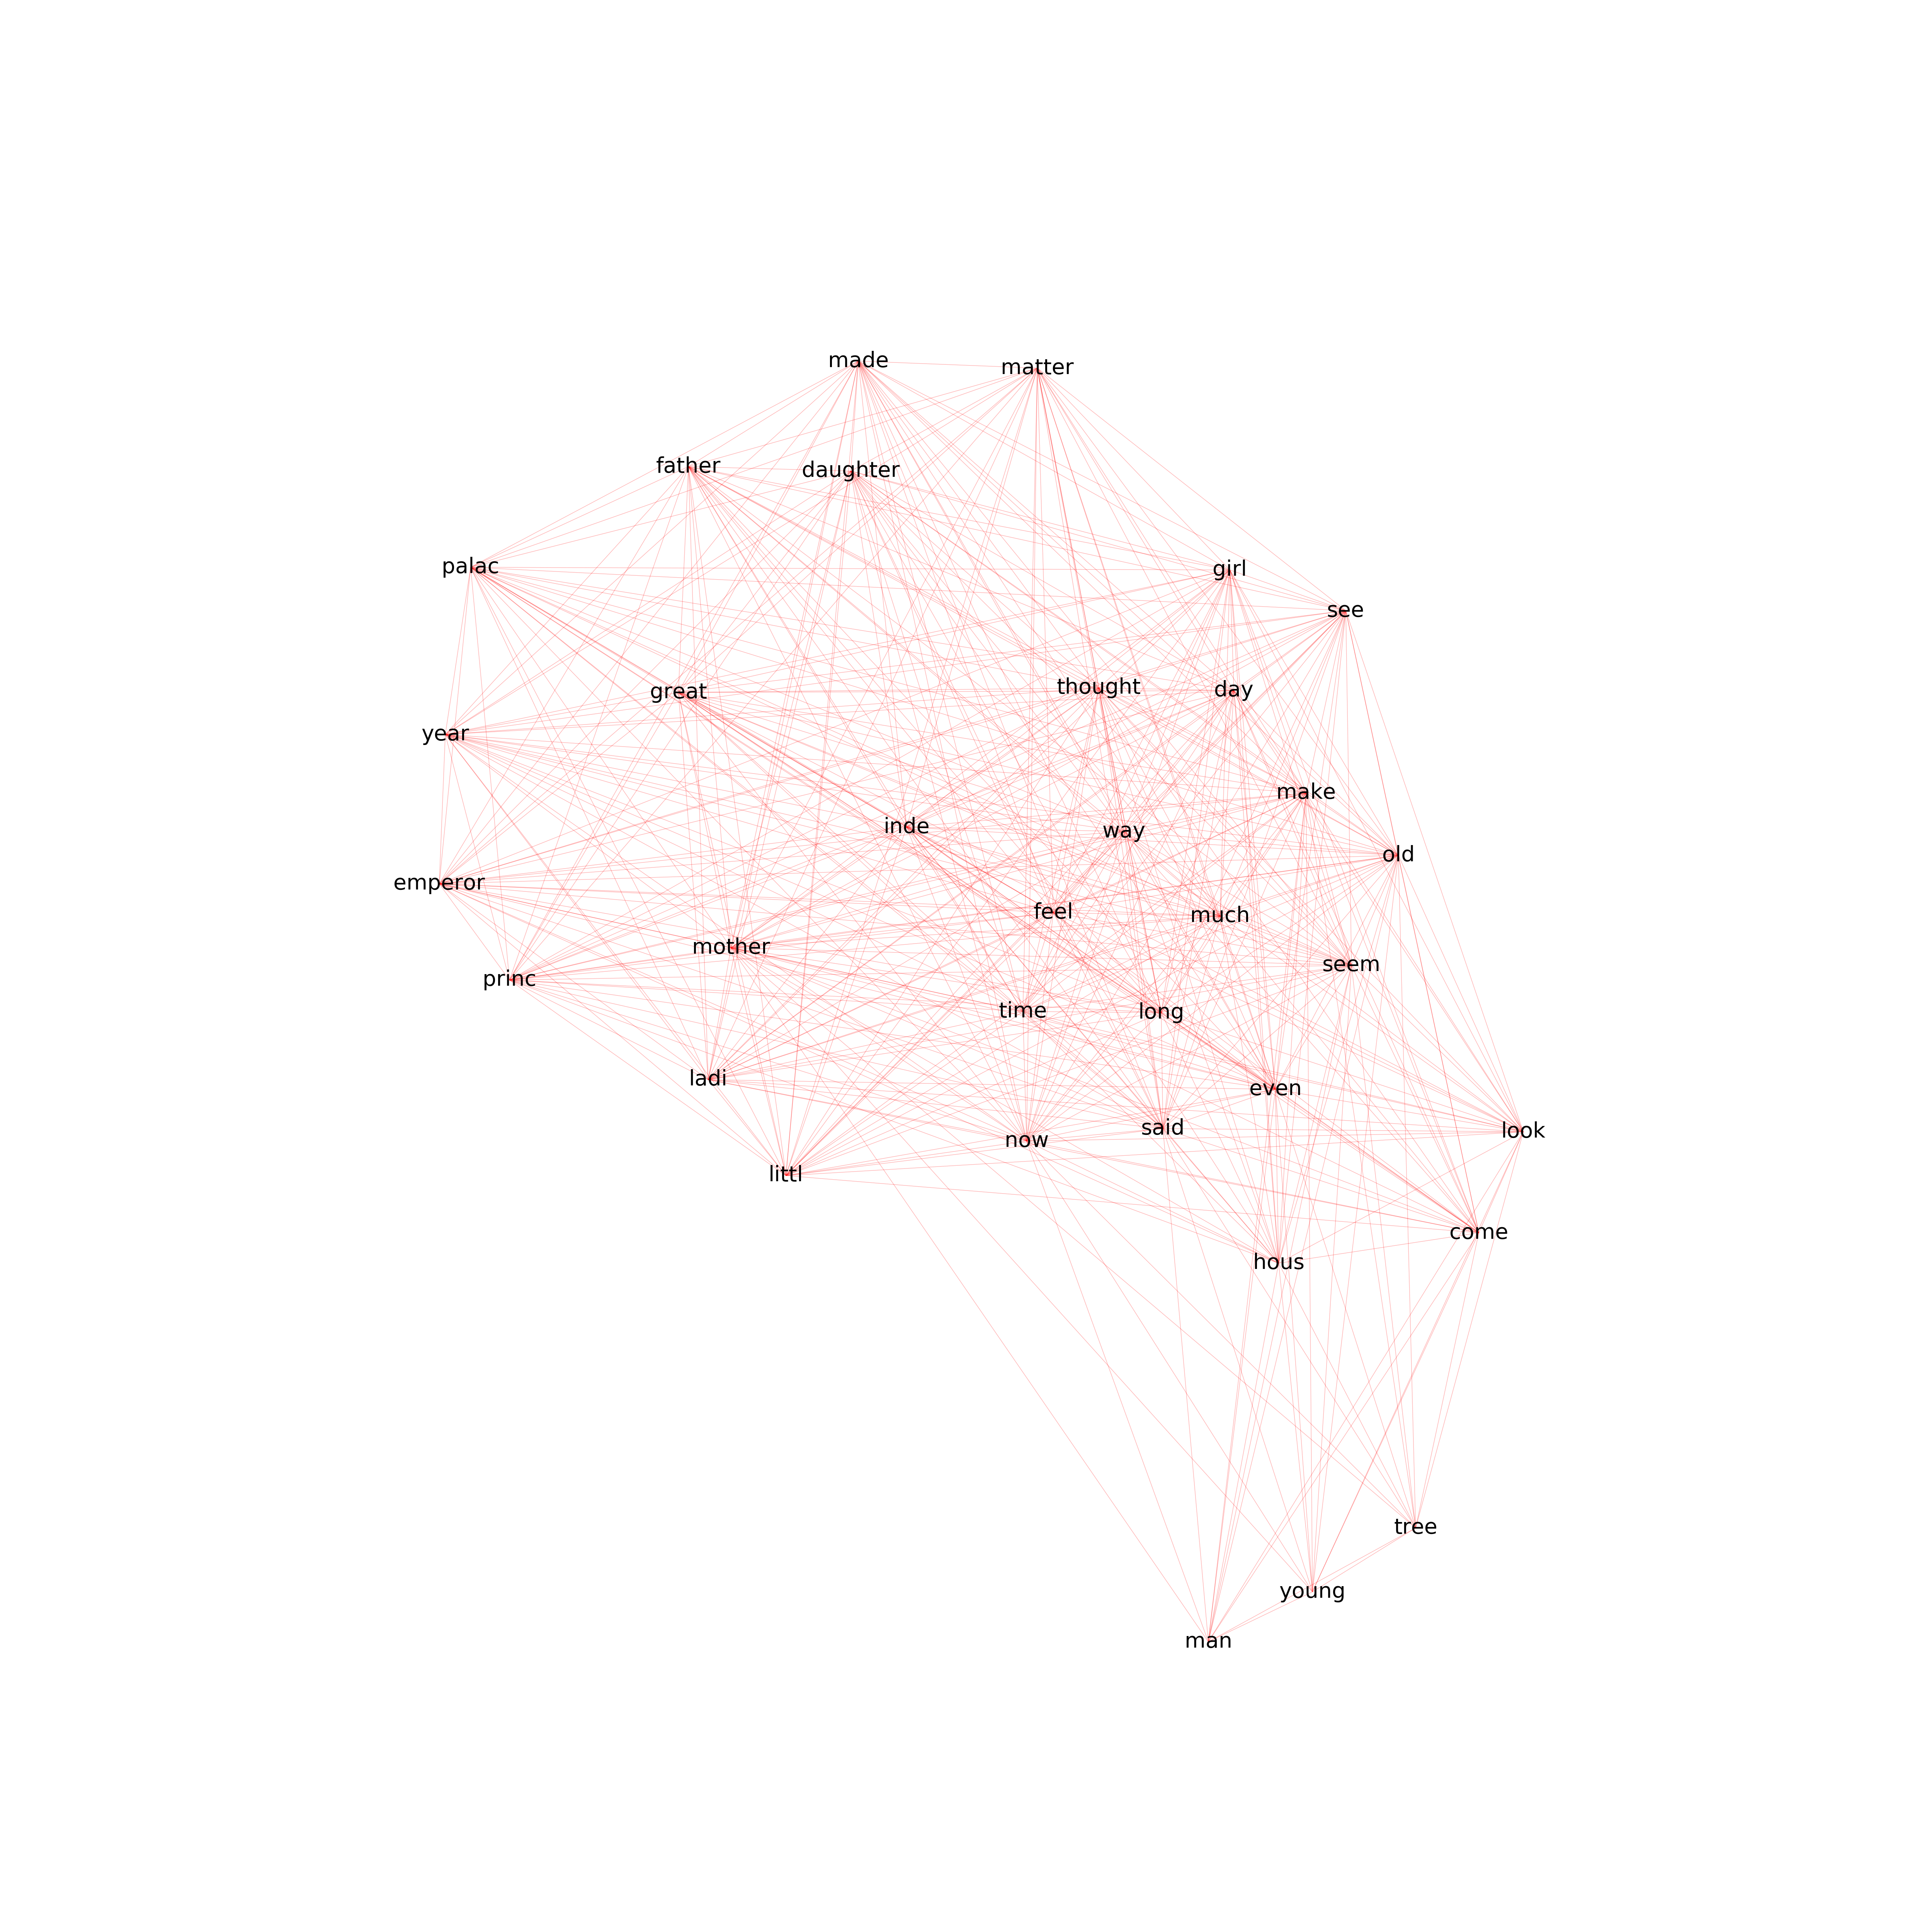 made
matter
father
daughter
palac
girl
see
great
thought
day
year
make
inde
way
old
emperor
feel
much
mother
seem
princ
time
long
ladi
even
said
look
now
littl
come
hous
tree
young
man